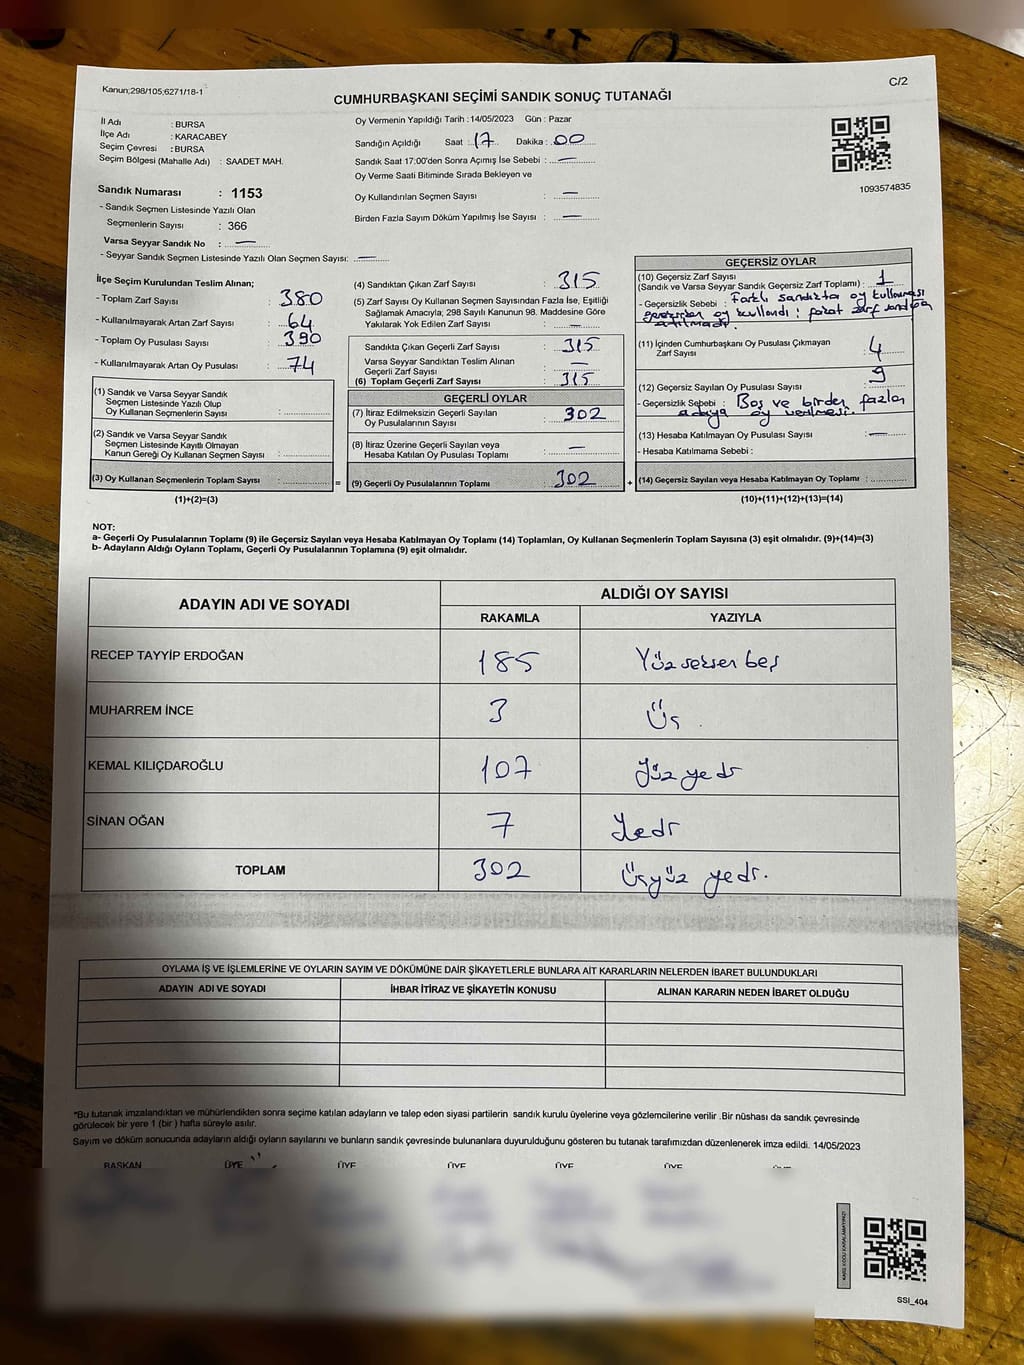 Kanun;298/105;6271/18-1
C/2
CUMHURBAŞKANI SEÇİMİ SANDIK SONUÇ TUTANAĞI
İl Adı : BURSA
İlçe Adı : KARACABEY
Seçim Çevresi : BURSA
Seçim Bölgesi (Mahalle Adı) : SAADET MAH.
Sandık Numarası : 1153
- Sandık Seçmen Listesinde Yazılı Olan
Seçmenlerin Sayısı : 366
Varsa Seyyar Sandık No : —
- Seyyar Sandık Seçmen Listesinde Yazılı Olan Seçmen Sayısı: —
Oy Vermenin Yapıldığı Tarih : 14/05/2023 Gün : Pazar
Sandığın Açıldığı Saat : 17 Dakika : 00
Sandık Saat 17:00'den Sonra Açımış İse Sebebi : —
Oy Verme Saati Bitiminde Sırada Bekleyen ve
Oy Kullandırılan Seçmen Sayısı : —
Birden Fazla Sayım Döküm Yapılmış İse Sayısı : —
1093574835
İlçe Seçim Kurulundan Teslim Alınan;
- Toplam Zarf Sayısı : 380
- Kullanılmayarak Artan Zarf Sayısı : 64
- Toplam Oy Pusulası Sayısı : 390
- Kullanılmayarak Artan Oy Pusulası : 74
(1) Sandık ve Varsa Seyyar Sandık
Seçmen Listesinde Yazılı Olup
Oy Kullanan Seçmenlerin Sayısı :
(2) Sandık ve Varsa Seyyar Sandık
Seçmen Listesinde Kayıtlı Olmayan
Kanun Gereği Oy Kullanan Seçmen Sayısı :
(3) Oy Kullanan Seçmenlerin Toplam Sayısı :
(1)+(2)=(3)
=
(4) Sandıktan Çıkan Zarf Sayısı : 315
(5) Zarf Sayısı Oy Kullanan Seçmen Sayısından Fazla İse, Eşitliği
Sağlamak Amacıyla; 298 Sayılı Kanunun 98. Maddesine Göre
Yakılarak Yok Edilen Zarf Sayısı : —
Sandıkta Çıkan Geçerli Zarf Sayısı : 315
Varsa Seyyar Sandıktan Teslim Alınan
Geçerli Zarf Sayısı : —
(6) Toplam Geçerli Zarf Sayısı : 315
GEÇERLİ OYLAR
(7) İtiraz Edilmeksizin Geçerli Sayılan
Oy Pusulalarının Sayısı : 302
(8) İtiraz Üzerine Geçerli Sayılan veya
Hesaba Katılan Oy Pusulası Toplamı : —
(9) Geçerli Oy Pusulalarının Toplamı : 302
+
GEÇERSİZ OYLAR
(10) Geçersiz Zarf Sayısı
(Sandık ve Varsa Seyyar Sandık Geçersiz Zarf Toplamı) : 1
- Geçersizlik Sebebi : Farklı sandıkta oy kullanması
gerekirken oy kullandı : fakat zarf sandığa
atılmadı.
(11) İçinden Cumhurbaşkanı Oy Pusulası Çıkmayan
Zarf Sayısı : 4
(12) Geçersiz Sayılan Oy Pusulası Sayısı : 9
- Geçersizlik Sebebi : Boş ve birden fazla
adaya oy verilmesi.
(13) Hesaba Katılmayan Oy Pusulası Sayısı : —
- Hesaba Katılmama Sebebi :
(14) Geçersiz Sayılan veya Hesaba Katılmayan Oy Toplamı :
(10)+(11)+(12)+(13)=(14)
NOT:
a- Geçerli Oy Pusulalarının Toplamı (9) ile Geçersiz Sayılan veya Hesaba Katılmayan Oy Toplamı (14) Toplamları, Oy Kullanan Seçmenlerin Toplam Sayısına (3) eşit olmalıdır. (9)+(14)=(3)
b- Adayların Aldığı Oyların Toplamı, Geçerli Oy Pusulalarının Toplamına (9) eşit olmalıdır.
ADAYIN ADI VE SOYADI ALDIĞI OY SAYISI
RAKAMLA YAZIYLA
RECEP TAYYİP ERDOĞAN 185 Yüz seksen beş
MUHARREM İNCE 3 Üç
KEMAL KILIÇDAROĞLU 107 Yüz yedi
SİNAN OĞAN 7 Yedi
TOPLAM 302 Üçyüz yedi.
OYLAMA İŞ VE İŞLEMLERİNE VE OYLARIN SAYIM VE DÖKÜMÜNE DAİR ŞİKAYETLERLE BUNLARA AİT KARARLARIN NELERDEN İBARET BULUNDUKLARI
ADAYIN ADI VE SOYADI İHBAR İTİRAZ VE ŞİKAYETİN KONUSU ALINAN KARARIN NEDEN İBARET OLDUĞU
*Bu tutanak imzalandıktan ve mühürlendikten sonra seçime katılan adayların ve talep eden siyasi partilerin sandık kurulu üyelerine veya gözlemcilerine verilir .Bir nüshası da sandık çevresinde
görülecek bir yere 1 (bir ) hafta süreyle asılır.
Sayım ve döküm sonucunda adayların aldığı oyların sayılarını ve bunların sandık çevresinde bulunanlara duyurulduğunu gösteren bu tutanak tarafımızdan düzenlenerek imza edildi. 14/05/2023
BAŞKAN ÜYE ÜYE ÜYE ÜYE ÜYE
KARE KODU KARALAMAYINIZ!
SSI_404